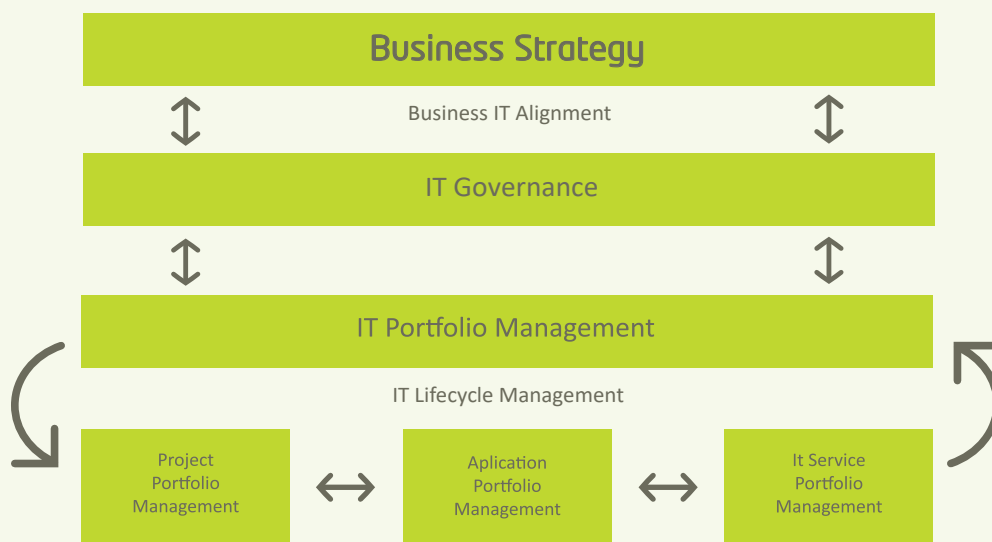 Business Strategy
Business IT Alignment
IT Governance
IT Portfolio Management
IT Lifecycle Management
Project
Portfolio
Management
Aplication
Portfolio
Management
It Service
Portfolio
Management